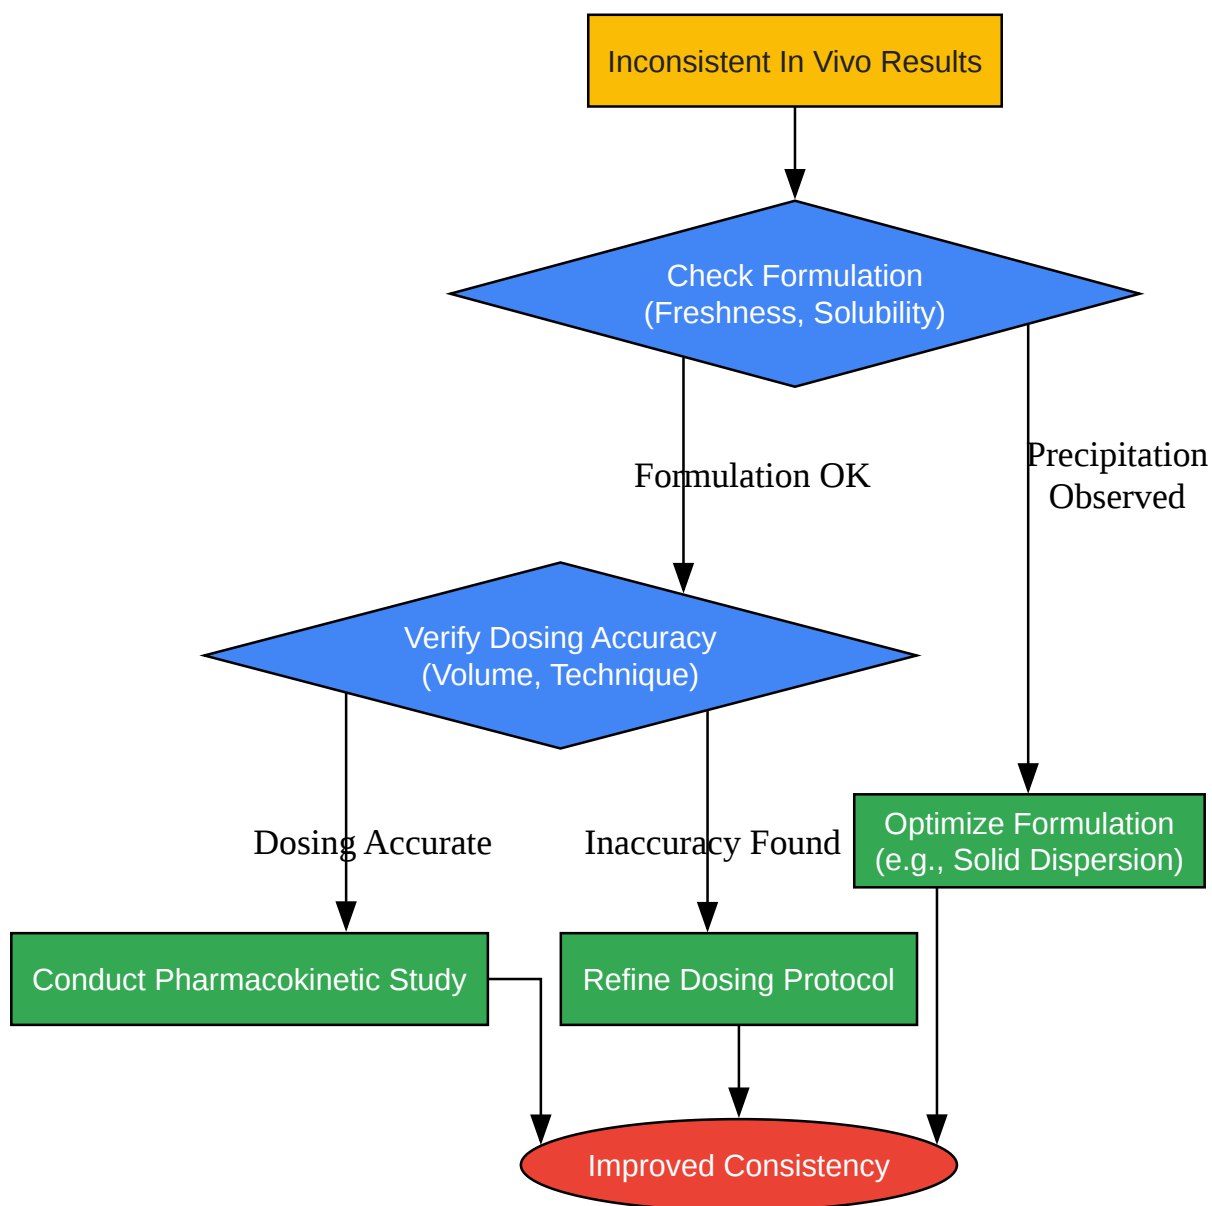 Inconsistent In Vivo Results
Check Formulation
(Freshness, Solubility)
Formulation OK
Precipitation
Observed
Verify Dosing Accuracy
(Volume, Technique)
Dosing Accurate
Inaccuracy Found
Optimize Formulation
(e.g., Solid Dispersion)
Conduct Pharmacokinetic Study
Refine Dosing Protocol
Improved Consistency